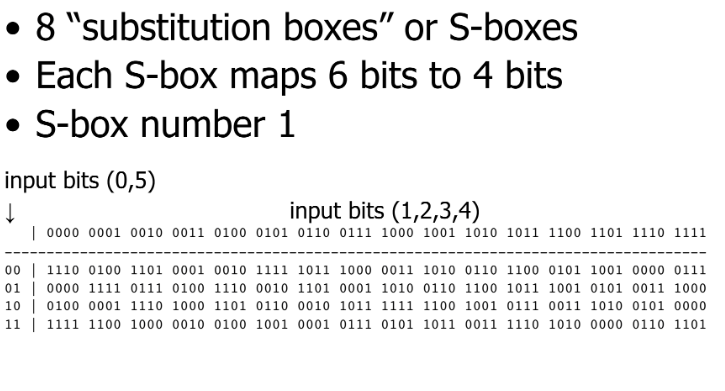 • 8 “substitution boxes” or S-boxes
• Each S-box maps 6 bits to 4 bits
• S-box number 1
input bits (0,5)
↓ input bits (1,2,3,4)
| 0000 0001 0010 0011 0100 0101 0110 0111 1000 1001 1010 1011 1100 1101 1110 1111
------------------------------------------------------------------------------------
00 | 1110 0100 1101 0001 0010 1111 1011 1000 0011 1010 0110 1100 0101 1001 0000 0111
01 | 0000 1111 0111 0100 1110 0010 1101 0001 1010 0110 1100 1011 1001 0101 0011 1000
10 | 0100 0001 1110 1000 1101 0110 0010 1011 1111 1100 1001 0111 0011 1010 0101 0000
11 | 1111 1100 1000 0010 0100 1001 0001 0111 0101 1011 0011 1110 1010 0000 0110 1101